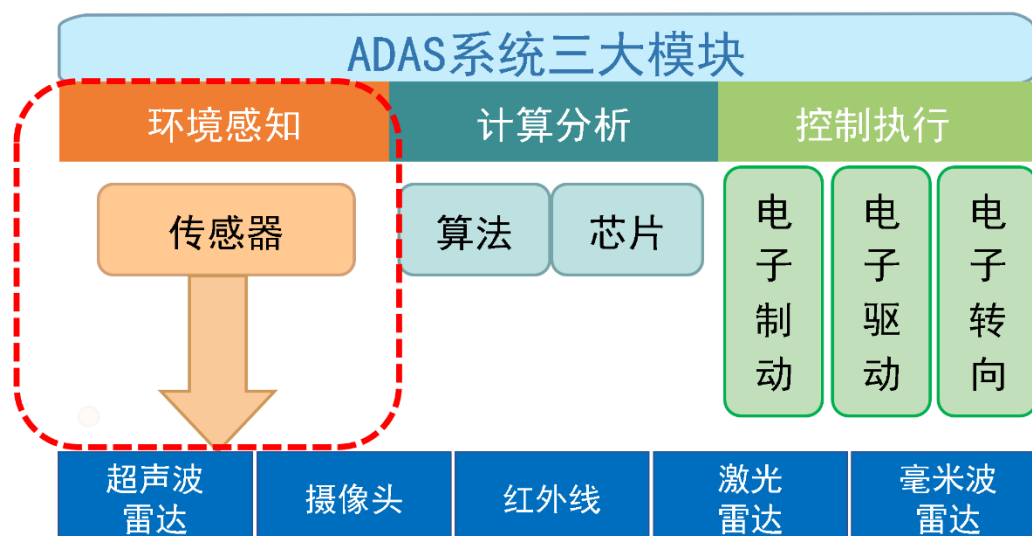 ADAS系统三大模块
环境感知
计算分析
控制执行
传感器
算法
芯片
电子制动
电子驱动
电子转向
超声波
雷达
摄像头
红外线
激光
雷达
毫米波
雷达